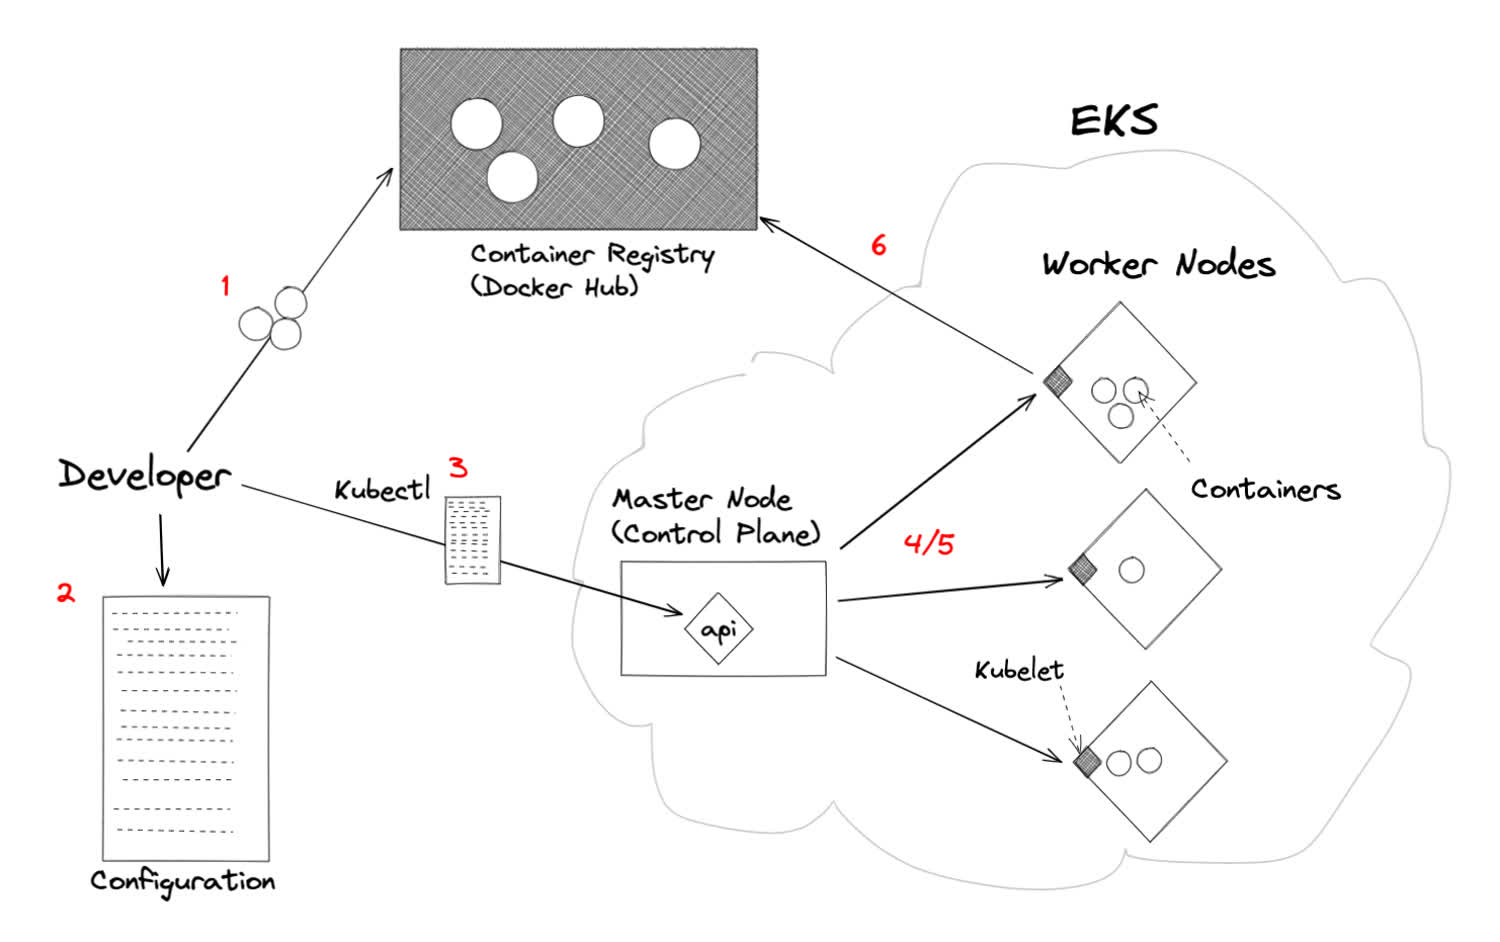 EKS
Container Registry
(Docker Hub)
6
Worker Nodes
1
Developer
Kubectl
3
Containers
Master Node
(Control Plane)
4/5
2
api
Kubelet
Configuration